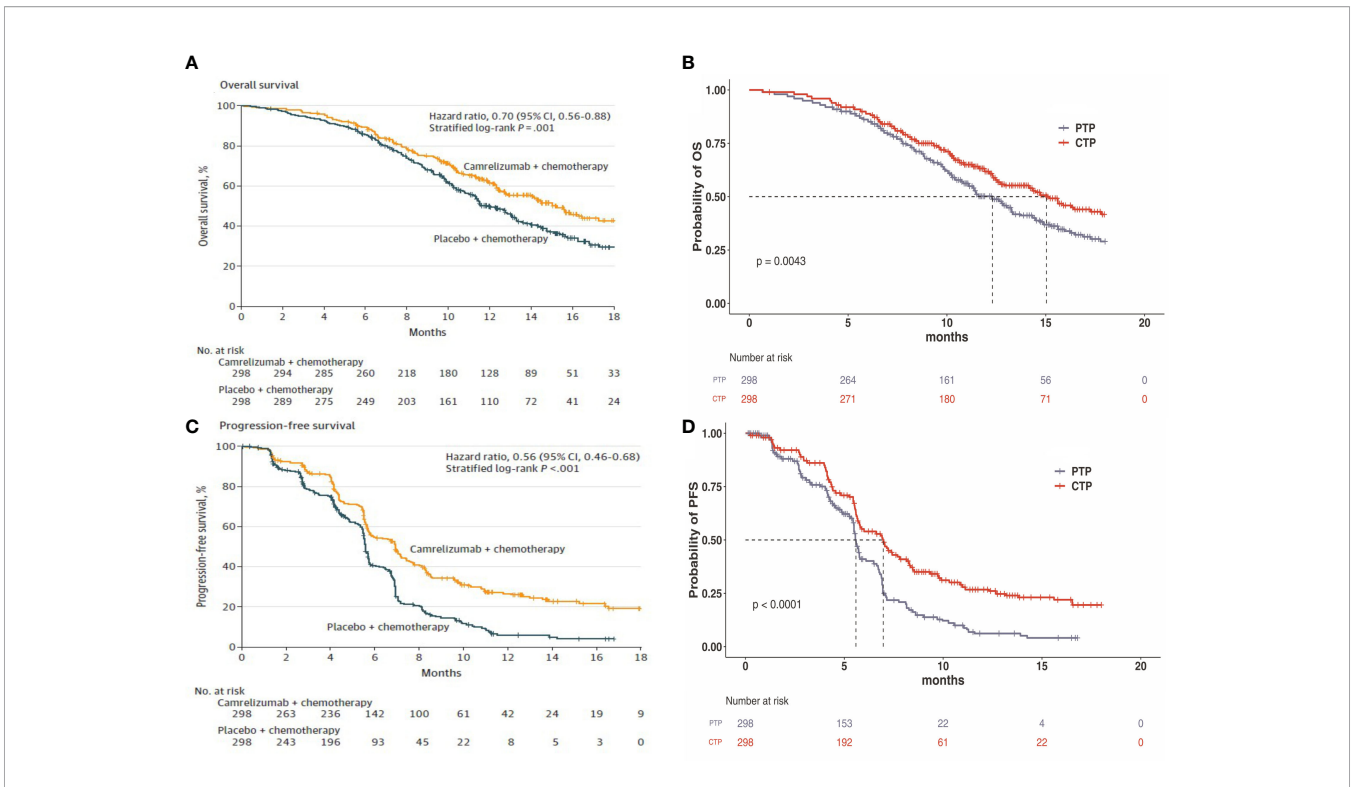 A
Overall survival
100
80
60
40
20
0
Overall survival, %
Hazard ratio, 0.70 (95% CI, 0.56-0.88)
Stratified log-rank P = .001
Camrelizumab + chemotherapy
Placebo + chemotherapy
0 2 4 6 8 10 12 14 16 18
Months
No. at risk
Camrelizumab + chemotherapy
298 294 285 260 218 180 128 89 51 33
Placebo + chemotherapy
298 289 275 249 203 161 110 72 41 24
B
1.00
0.75
0.50
0.25
0.00
Probability of OS
PTP
CTP
p = 0.0043
0 5 10 15 20
months
Number at risk
PTP 298 264 161 56 0
CTP 298 271 180 71 0
C
Progression-free survival
100
80
60
40
20
0
Progression-free survival, %
Hazard ratio, 0.56 (95% CI, 0.46-0.68)
Stratified log-rank P <.001
Camrelizumab + chemotherapy
Placebo + chemotherapy
0 2 4 6 8 10 12 14 16 18
Months
No. at risk
Camrelizumab + chemotherapy
298 263 236 142 100 61 42 24 19 9
Placebo + chemotherapy
298 243 196 93 45 22 8 5 3 0
D
1.00
0.75
0.50
0.25
0.00
Probability of PFS
PTP
CTP
p < 0.0001
0 5 10 15 20
months
Number at risk
PTP 298 153 22 4 0
CTP 298 192 61 22 0